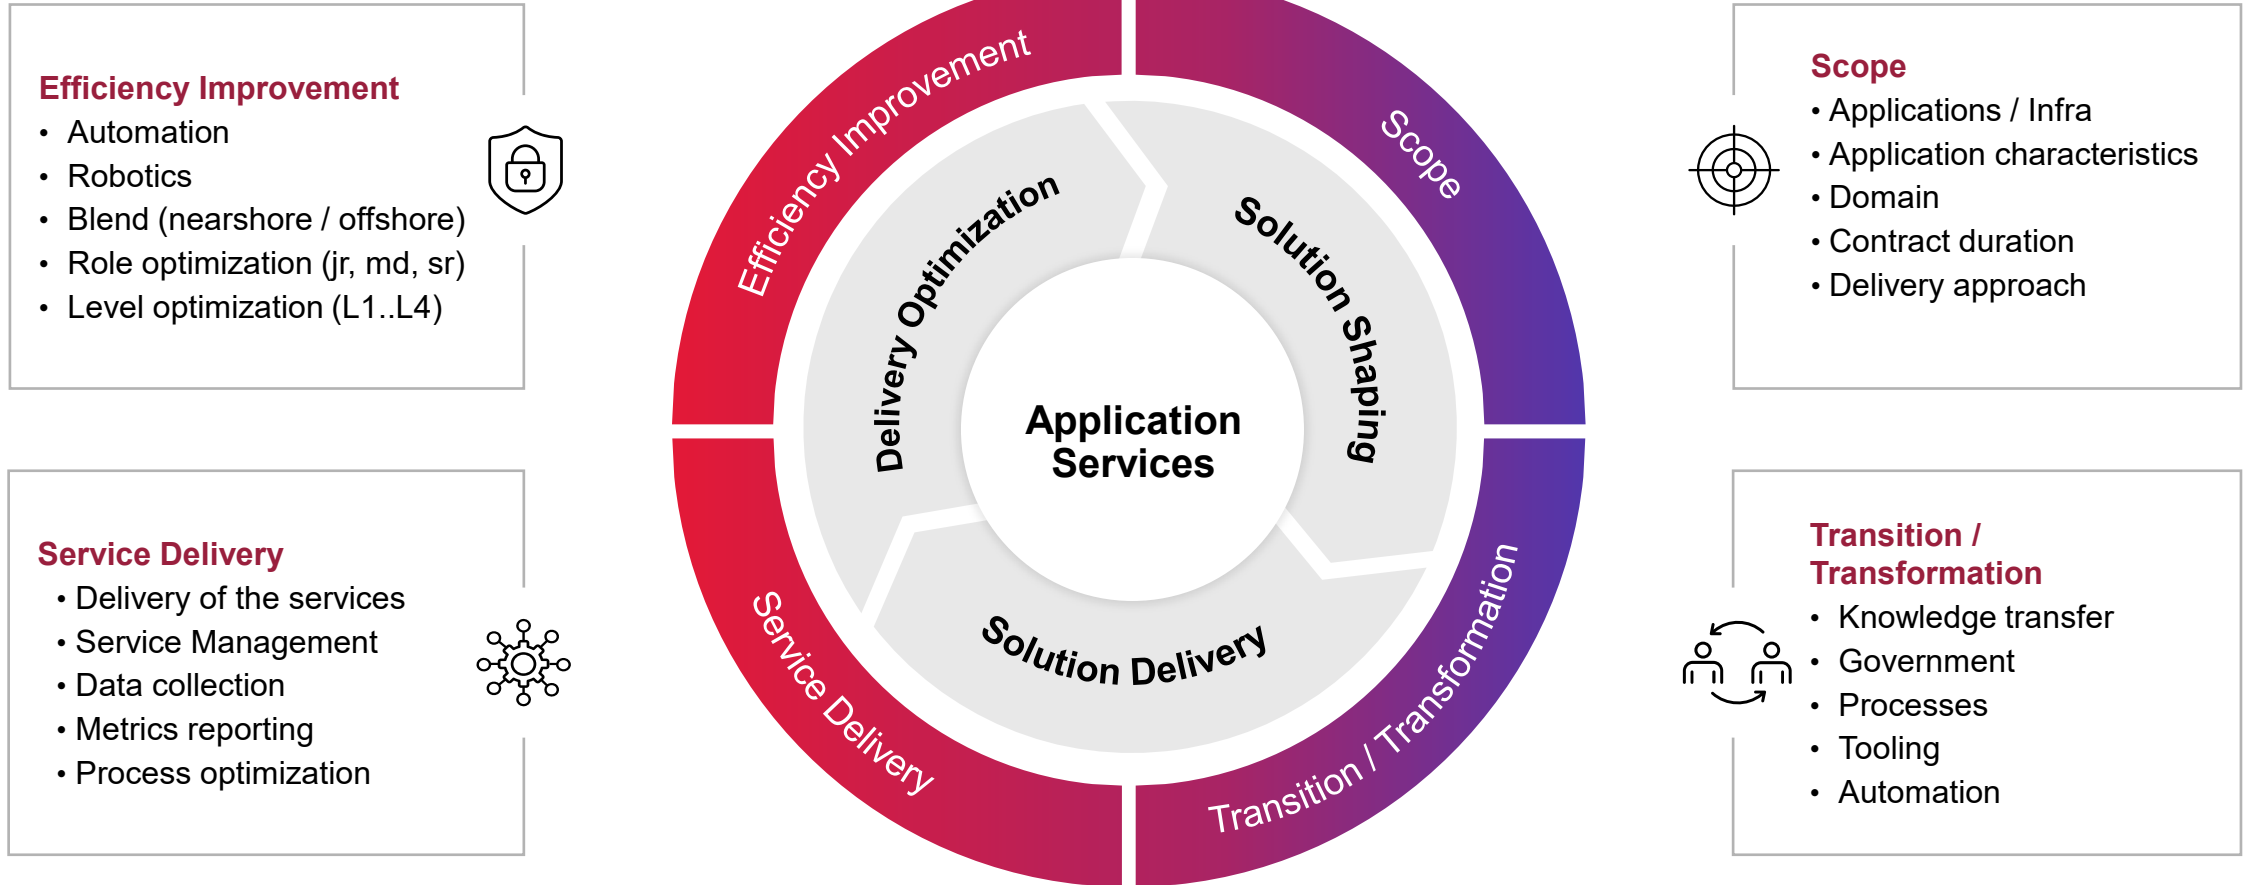 Efficiency Improvement
• Automation
• Robotics
• Blend (nearshore / offshore)
• Role optimization (jr, md, sr)
• Level optimization (L1..L4)
Service Delivery
• Delivery of the services
• Service Management
• Data collection
• Metrics reporting
• Process optimization
Efficiency Improvement
Scope
Delivery Optimization
Solution Shaping
Application
Services
Solution Delivery
Service Delivery
Transition / Transformation
Scope
• Applications / Infra
• Application characteristics
• Domain
• Contract duration
• Delivery approach
Transition /
Transformation
• Knowledge transfer
• Government
• Processes
• Tooling
• Automation